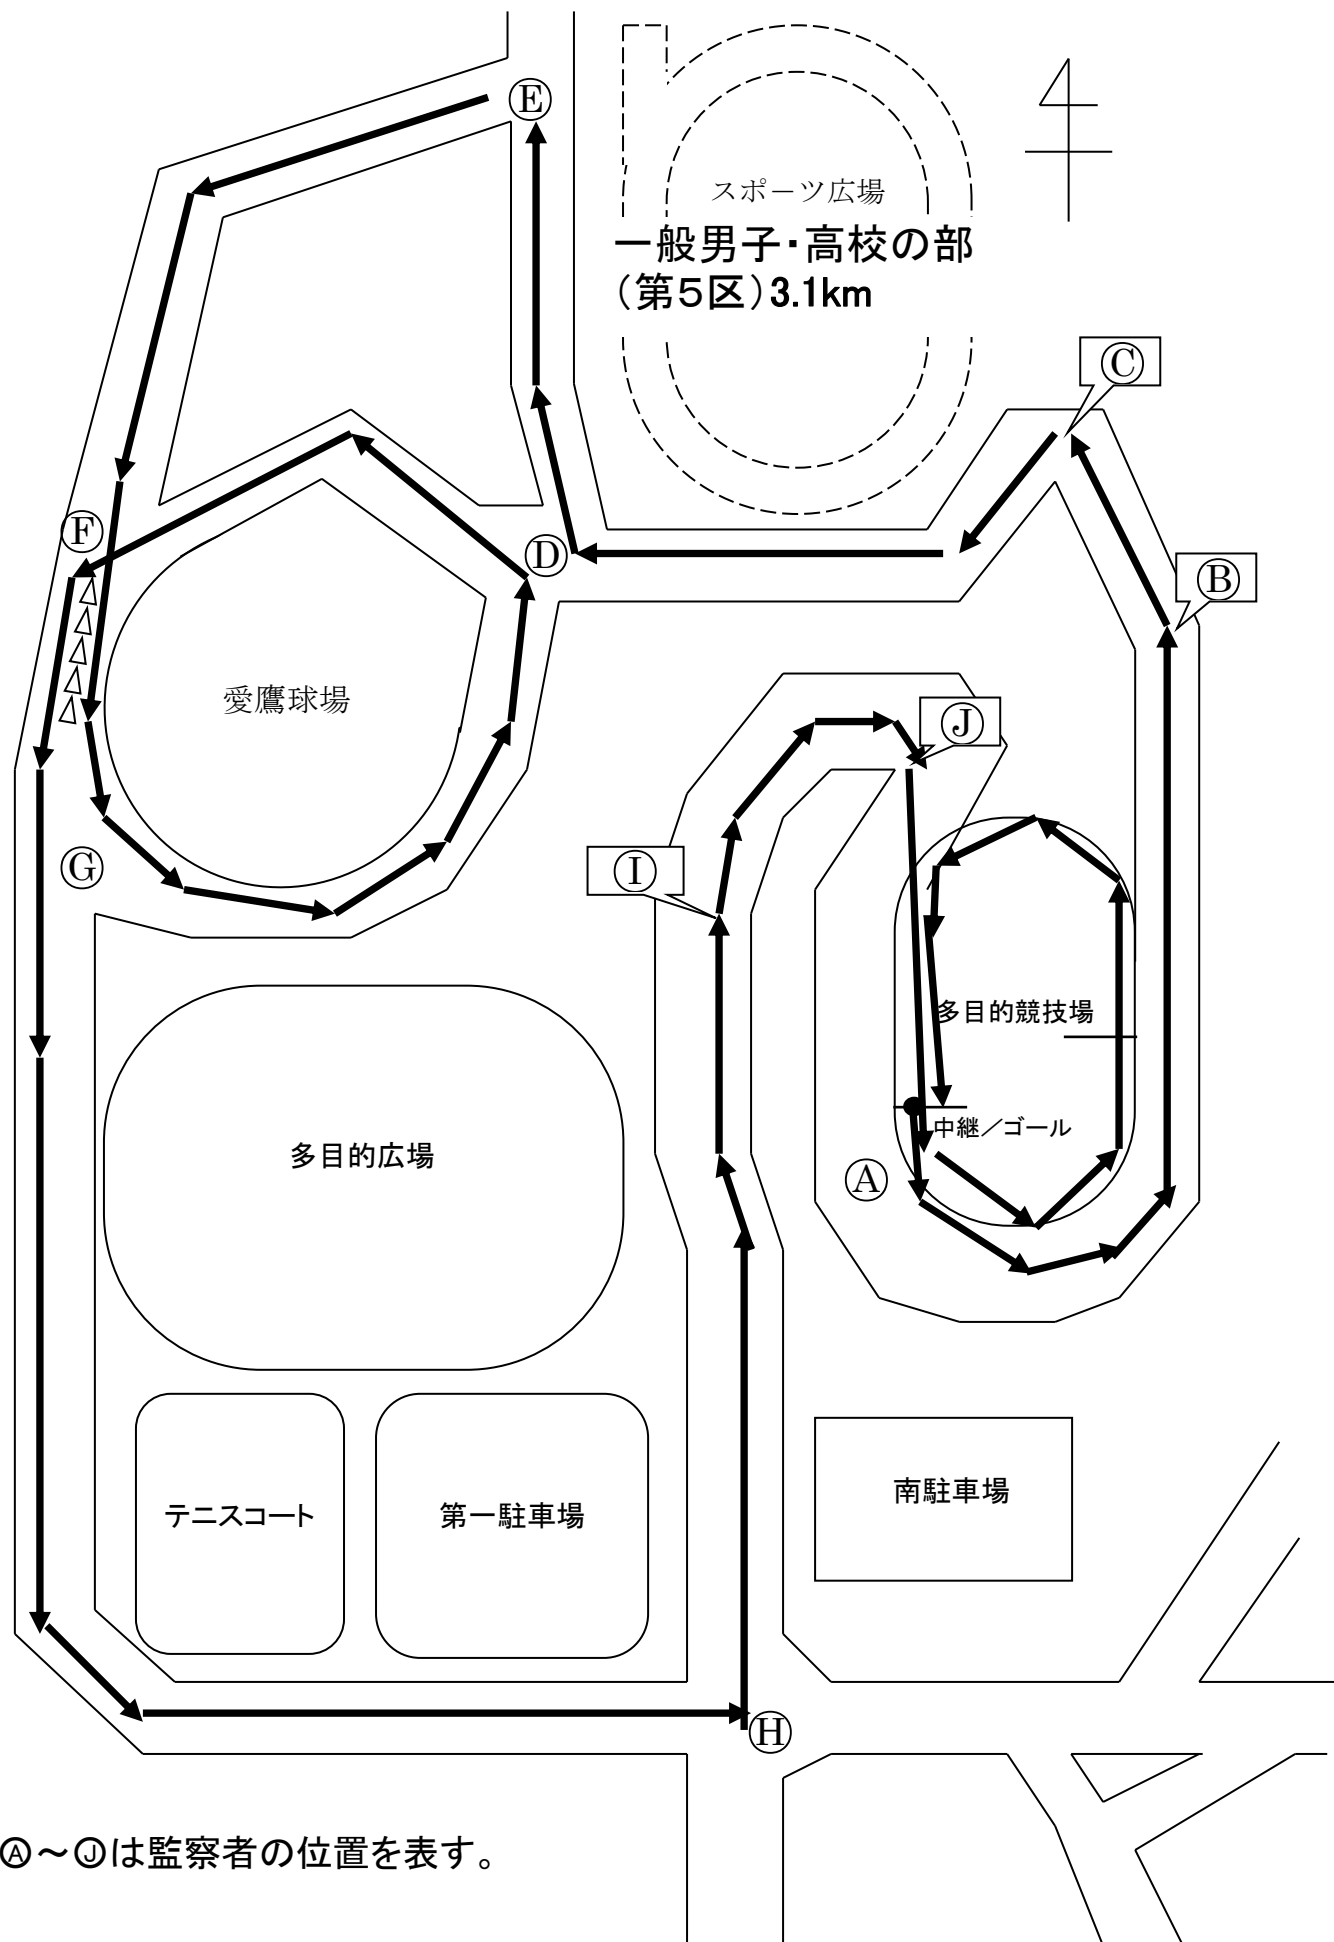 Ⓔ
スポーツ広場
一般男子・高校の部
（第５区）3.1km
Ⓒ
Ⓕ
Ⓓ
Ⓑ
愛鷹球場
Ⓙ
Ⓖ
Ⓘ
多目的競技場
中継／ゴール
多目的広場
Ⓐ
南駐車場
テニスコート
第一駐車場
Ⓗ
Ⓐ～Ⓙは監察者の位置を表す。